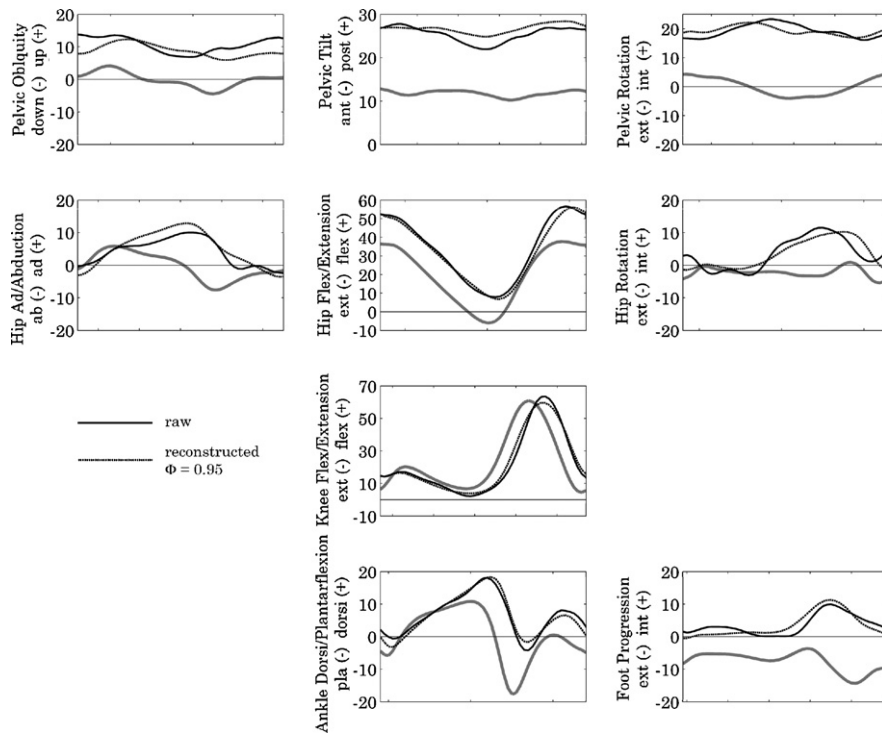 Pelvic Oblquity
down (-) up (+)
20
10
0
-10
-20
Pelvic Tilt
ant (-) post (+)
30
20
10
0
Pelvic Rotation
ext (-) int (+)
20
10
0
-10
-20
Hip Ad/Abduction
ab (-) ad (+)
20
10
0
-10
-20
Hip Flex/Extension
ext (-) flex (+)
60
50
40
30
20
10
0
-10
Hip Rotation
ext (-) int (+)
20
10
0
-10
-20
raw
reconstructed
Φ = 0.95
Knee Flex/Extension
ext (-) flex (+)
70
50
30
10
-10
Ankle Dorsi/Plantarflexion
pla (-) dorsi (+)
20
10
0
-10
-20
Foot Progression
ext (-) int (+)
20
10
0
-10
-20